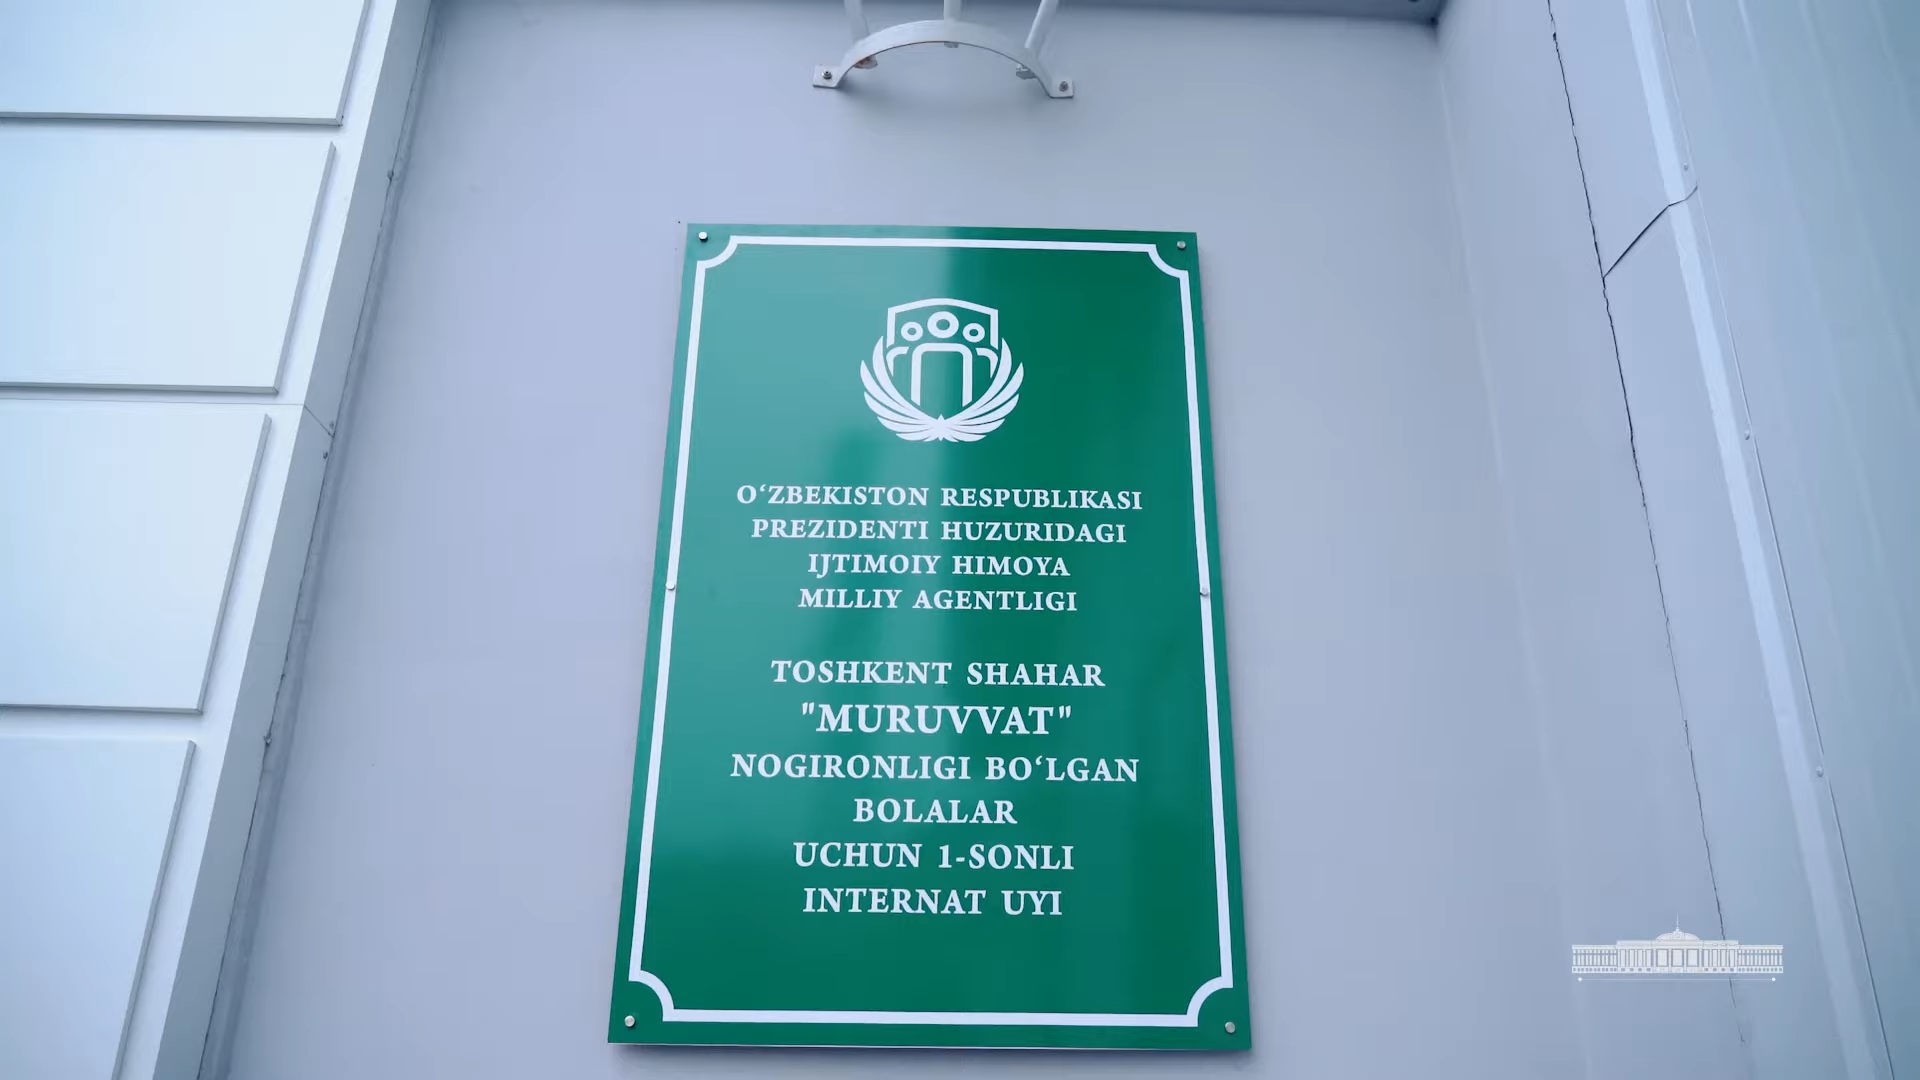 O‘ZBEKISTON RESPUBLIKASI
PREZIDENTI HUZURIDAGI
IJTIMOIY HIMOYA
MILLIY AGENTLIGI
TOSHKENT SHAHAR
"MURUVVAT"
NOGIRONLIGI BO‘LGAN
BOLALAR
UCHUN 1-SONLI
INTERNAT UYI